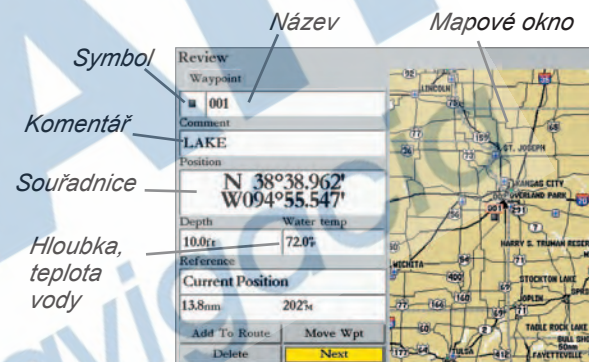 Název
Mapové okno
Symbol
Review
Waypoint
001
Komentář
Comment
LAKE
Position
Souřadnice
N 38°38.962'
W094°55.547'
Depth
Water temp
Hloubka,
teplota
vody
10.0ft
72.0°F
Reference
Current Position
13.8nm
202°M
Add To Route
Move Wpt
Delete
Next
LINCOLN
ST. JOSEPH
KANSAS CITY
OVERLAND PARK
001
HARRY S. TRUMAN RESER
WICHITA
STOCKTON LAKE
JOPLIN
SPRI
TABLE ROCK LAKE
BULL SHO
50nm
TULSA
FAYETTEVILLE